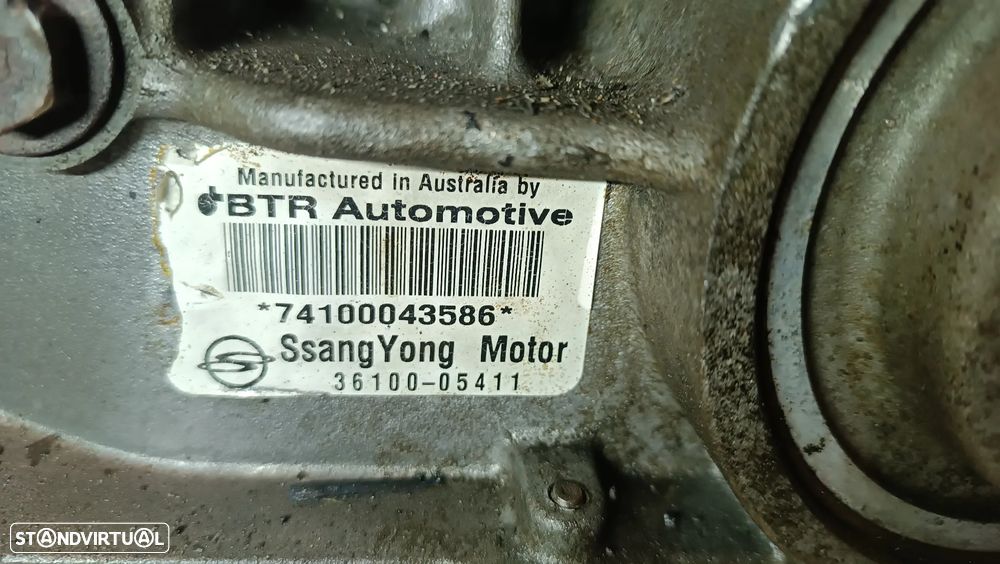 Manufactured in Australia by
BTR Automotive
*74100043586*
SsangYong Motor
36100-05411
STANDVIRTUAL